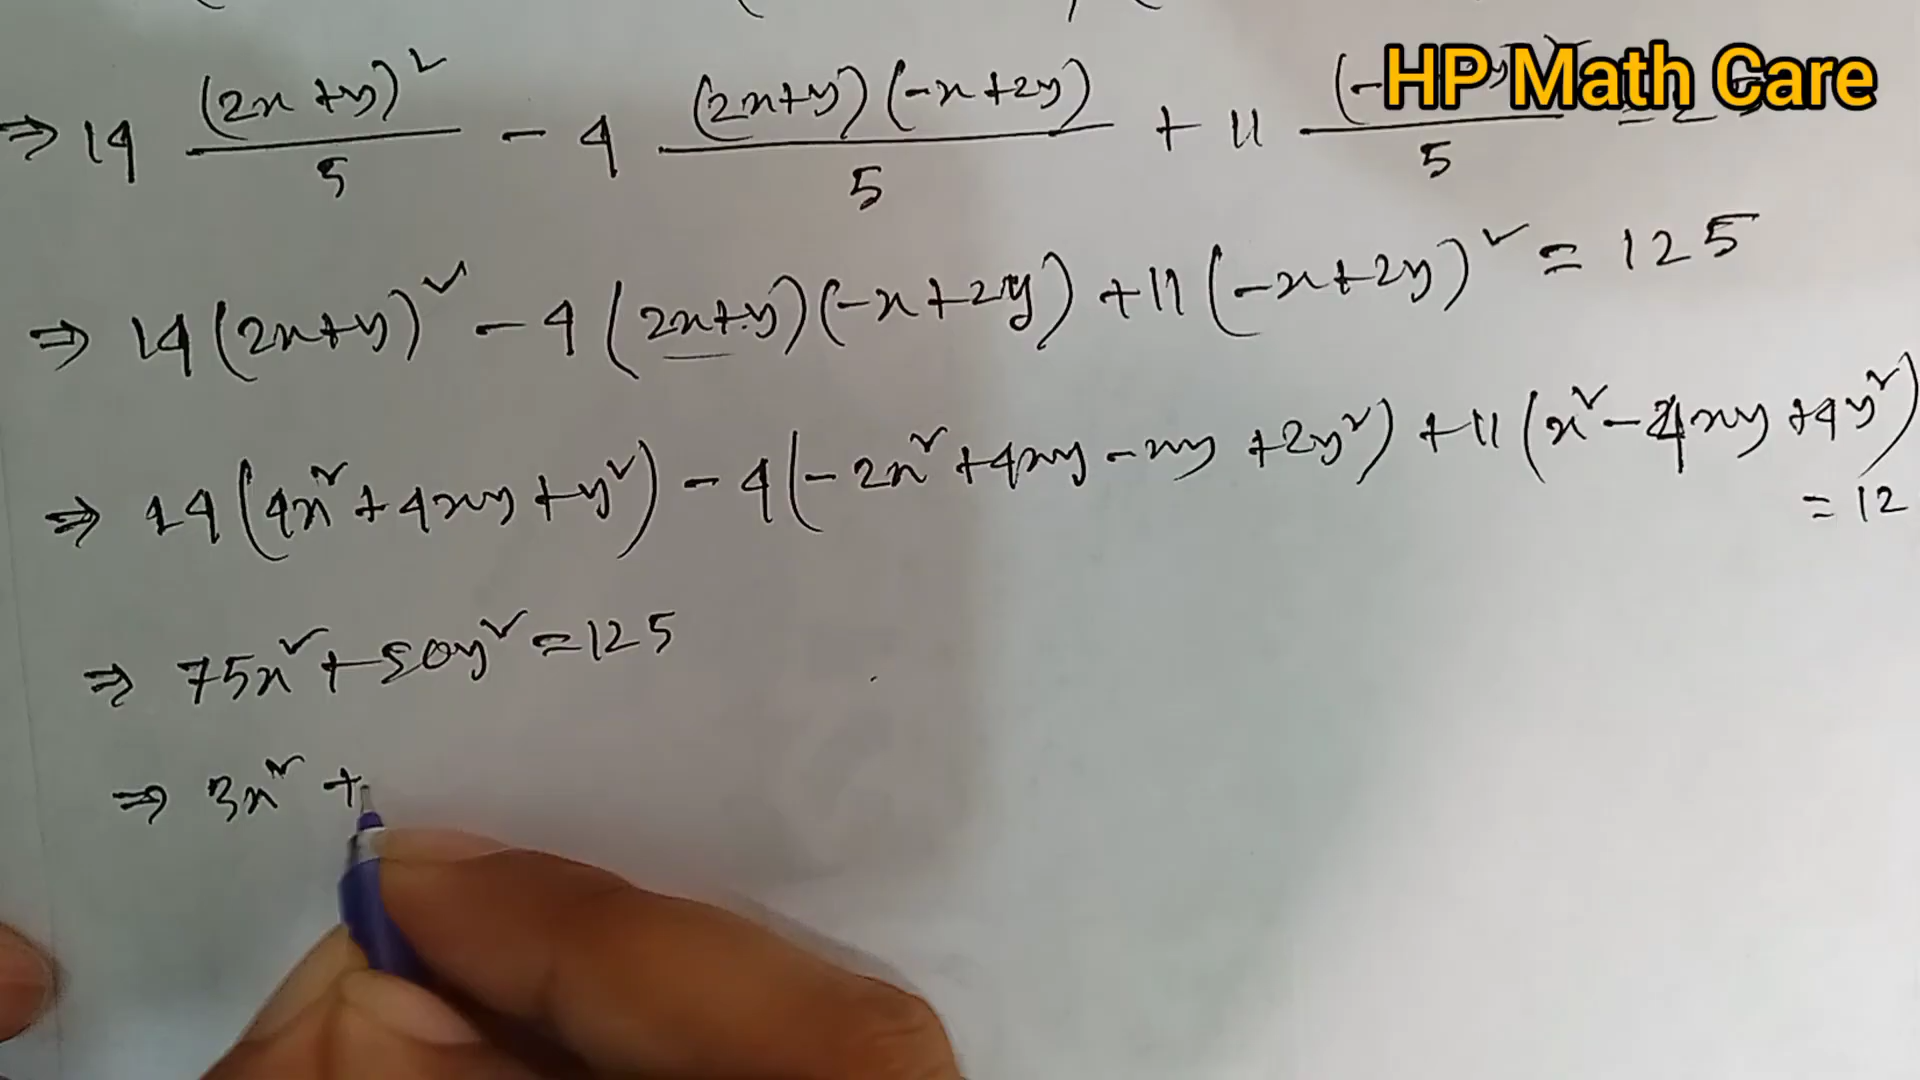 HP Math Care
⇒ 14 (2x+y)²/5 - 4 (2x+y)(-x+2y)/5 + 11 (- /5 =
⇒ 14(2x+y)² - 4(2x+y)(-x+2y) + 11(-x+2y)² = 125
⇒ 14(4x²+4xy+y²) - 4(-2x²+4xy-xy+2y²) + 11(x²-4xy+4y²)
= 12
⇒ 75x²+50y²=125
⇒ 3x² +